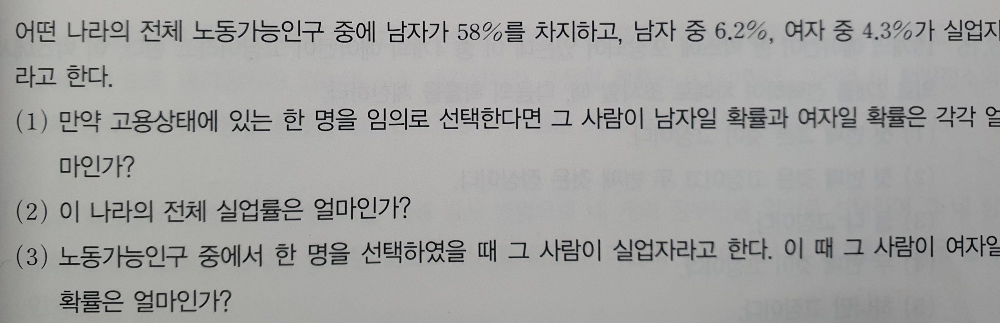 어떤 나라의 전체 노동가능인구 중에 남자가 58%를 차지하고, 남자 중 6.2%, 여자 중 4.3%가 실업자
라고 한다.
(1) 만약 고용상태에 있는 한 명을 임의로 선택한다면 그 사람이 남자일 확률과 여자일 확률은 각각 얼
마인가?
(2) 이 나라의 전체 실업률은 얼마인가?
(3) 노동가능인구 중에서 한 명을 선택하였을 때 그 사람이 실업자라고 한다. 이 때 그 사람이 여자일
확률은 얼마인가?